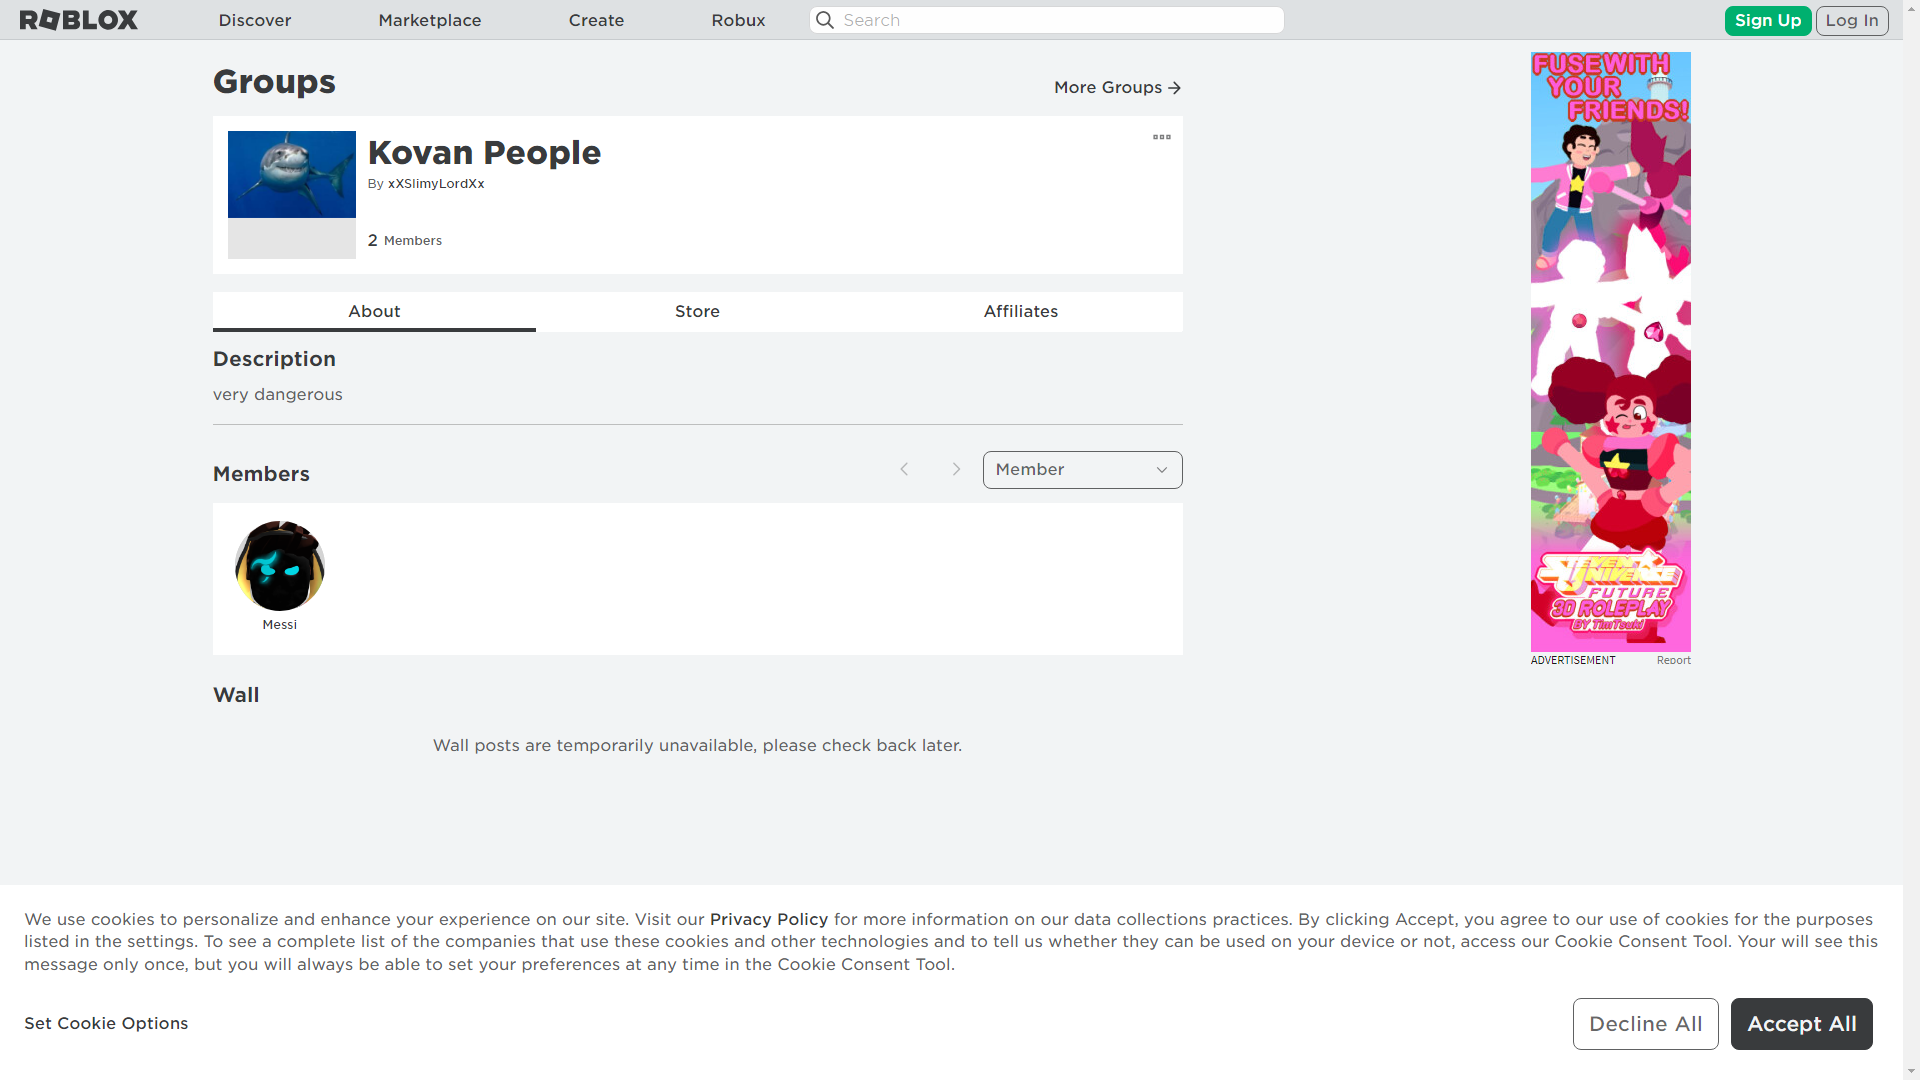 ROBLOX Discover Marketplace Create Robux Search Sign Up Log In
Groups
More Groups
Kovan People
By xXSlimyLordXx
2 Members
About Store Affiliates
Description
very dangerous
Members
Member
Messi
Wall
Wall posts are temporarily unavailable, please check back later.
FUSE WITH
YOUR
FRIENDS!
STEVEN
UNIVERSE
FUTURE
3D ROLEPLAY
BY TimTsuki
ADVERTISEMENT Report
We use cookies to personalize and enhance your experience on our site. Visit our Privacy Policy for more information on our data collections practices. By clicking Accept, you agree to our use of cookies for the purposes
listed in the settings. To see a complete list of the companies that use these cookies and other technologies and to tell us whether they can be used on your device or not, access our Cookie Consent Tool. Your will see this
message only once, but you will always be able to set your preferences at any time in the Cookie Consent Tool.
Set Cookie Options
Decline All
Accept All